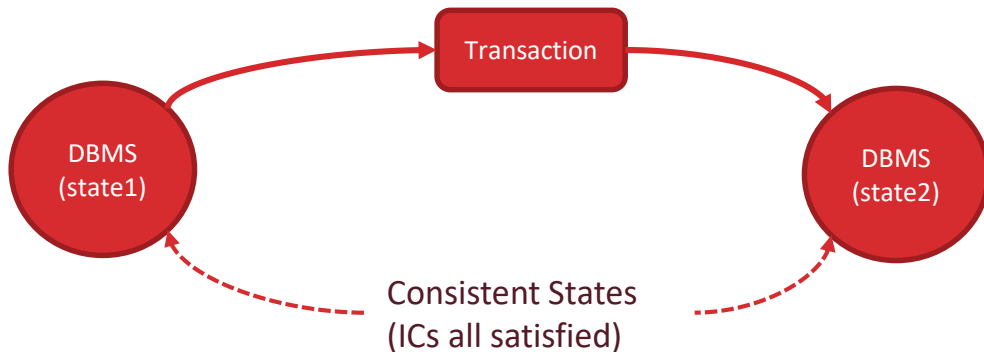 Transaction
DBMS
(state1)
DBMS
(state2)
Consistent States
(ICs all satisfied)